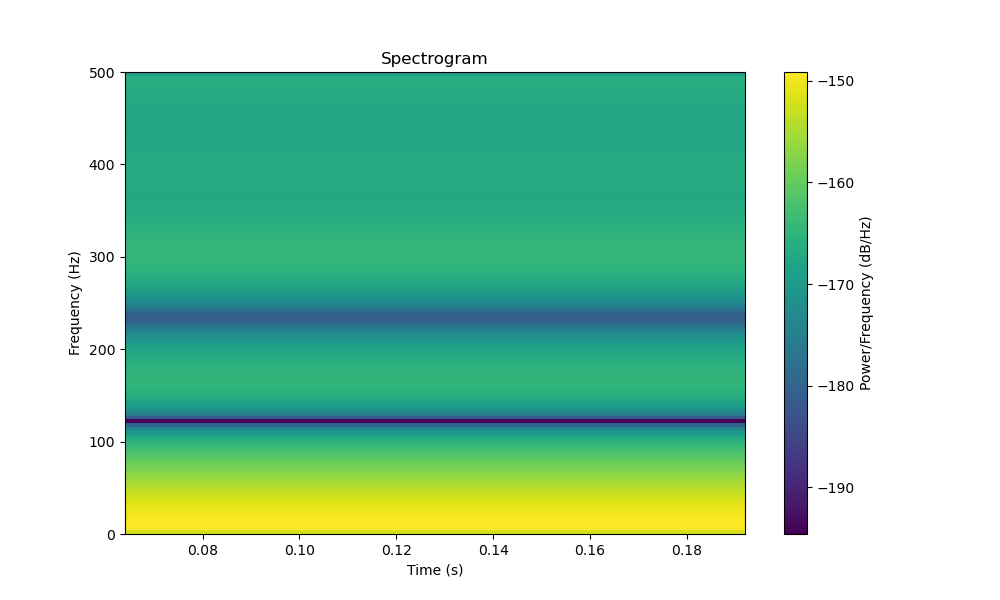 Spectrogram
500
400
300
200
100
0
Frequency (Hz)
0.08 0.10 0.12 0.14 0.16 0.18
Time (s)
−150
−160
−170
−180
−190
Power/Frequency (dB/Hz)